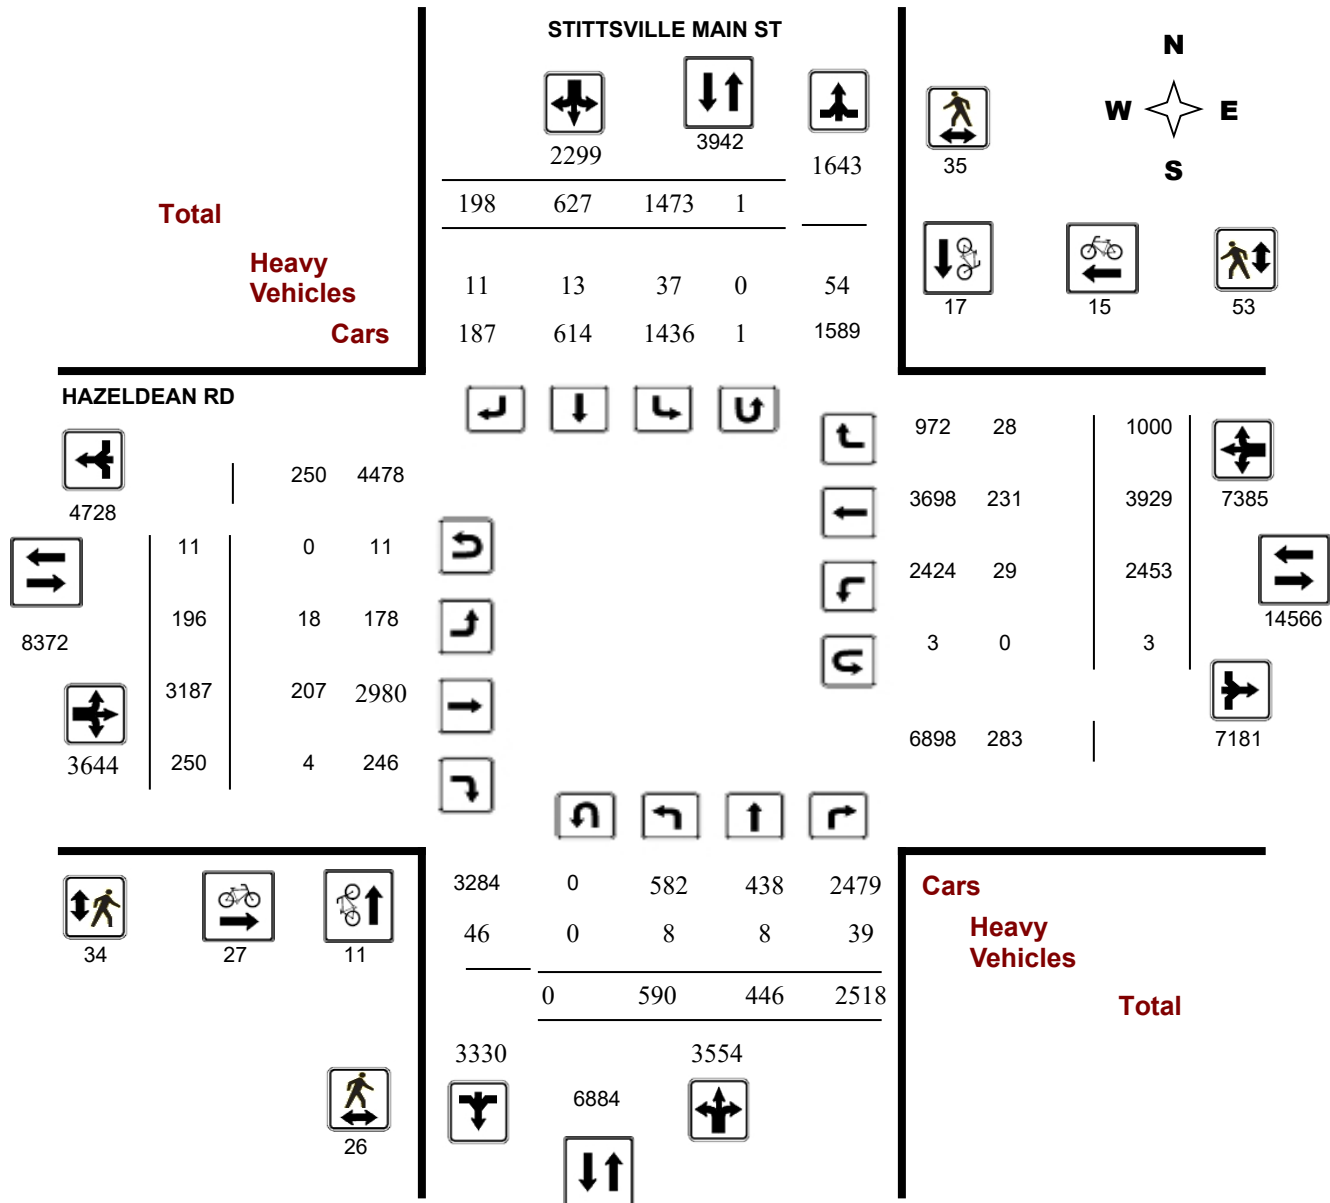 STITTSVILLE MAIN ST
N
W E
S
2299 3942 1643 35
198 627 1473 1
Total
Heavy
Vehicles
11 13 37 0 54
17 15 53
Cars
187 614 1436 1 1589
HAZELDEAN RD
972 28 1000
250 4478
4728
3698 231 3929 7385
11 0 11
2424 29 2453
14566
196 18 178
8372
3 0 3
3187 207 2980
6898 283 7181
3644 250 4 246
3284 0 582 438 2479
Cars
46 0 8 8 39
Heavy
Vehicles
34 27 11
0 590 446 2518
Total
3330 3554
6884
26